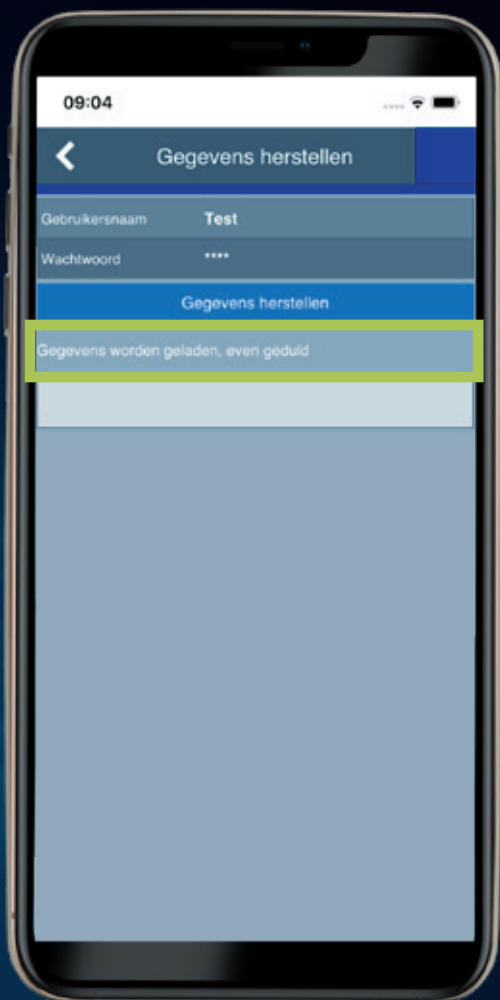 09:04
Gegevens herstellen
Gebruikersnaam Test
Wachtwoord ****
Gegevens herstellen
Gegevens worden geladen, even geduld